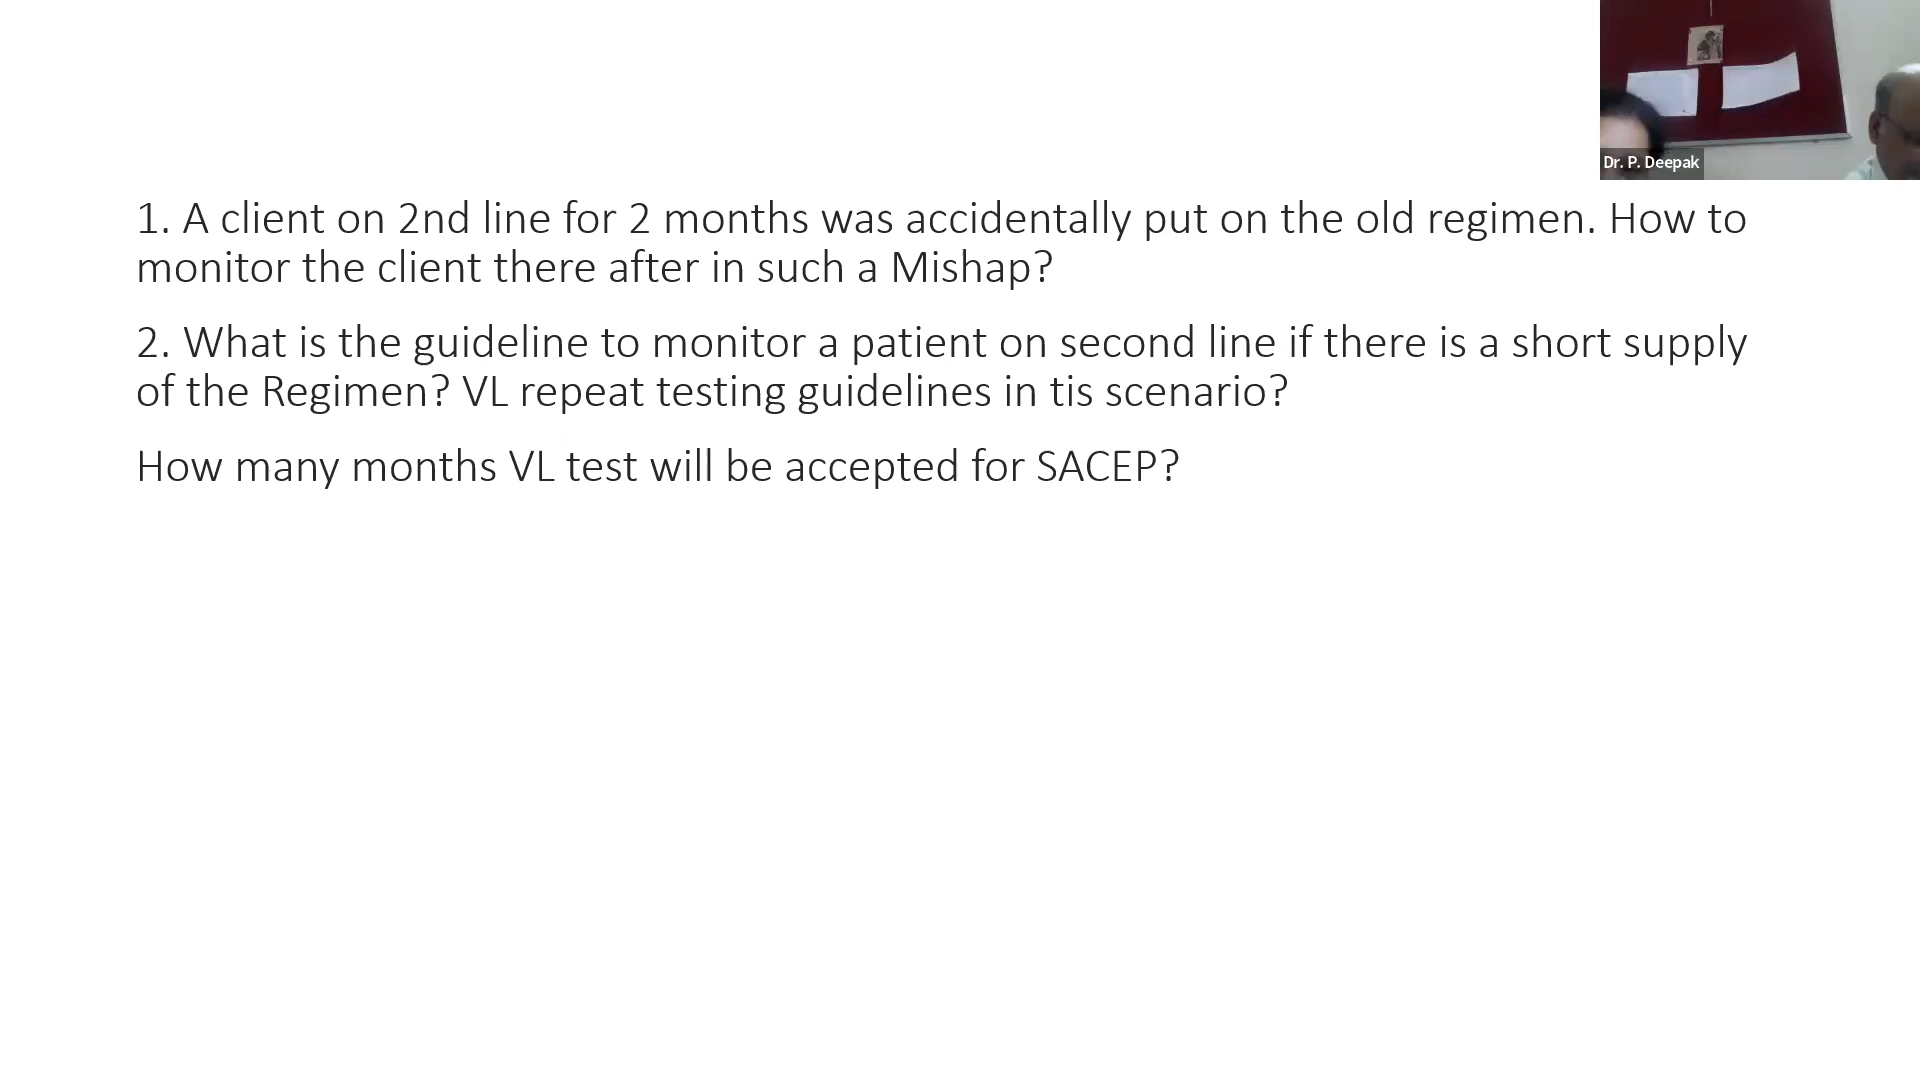 Dr. P. Deepak
1. A client on 2nd line for 2 months was accidentally put on the old regimen. How to
monitor the client there after in such a Mishap?
2. What is the guideline to monitor a patient on second line if there is a short supply
of the Regimen? VL repeat testing guidelines in tis scenario?
How many months VL test will be accepted for SACEP?